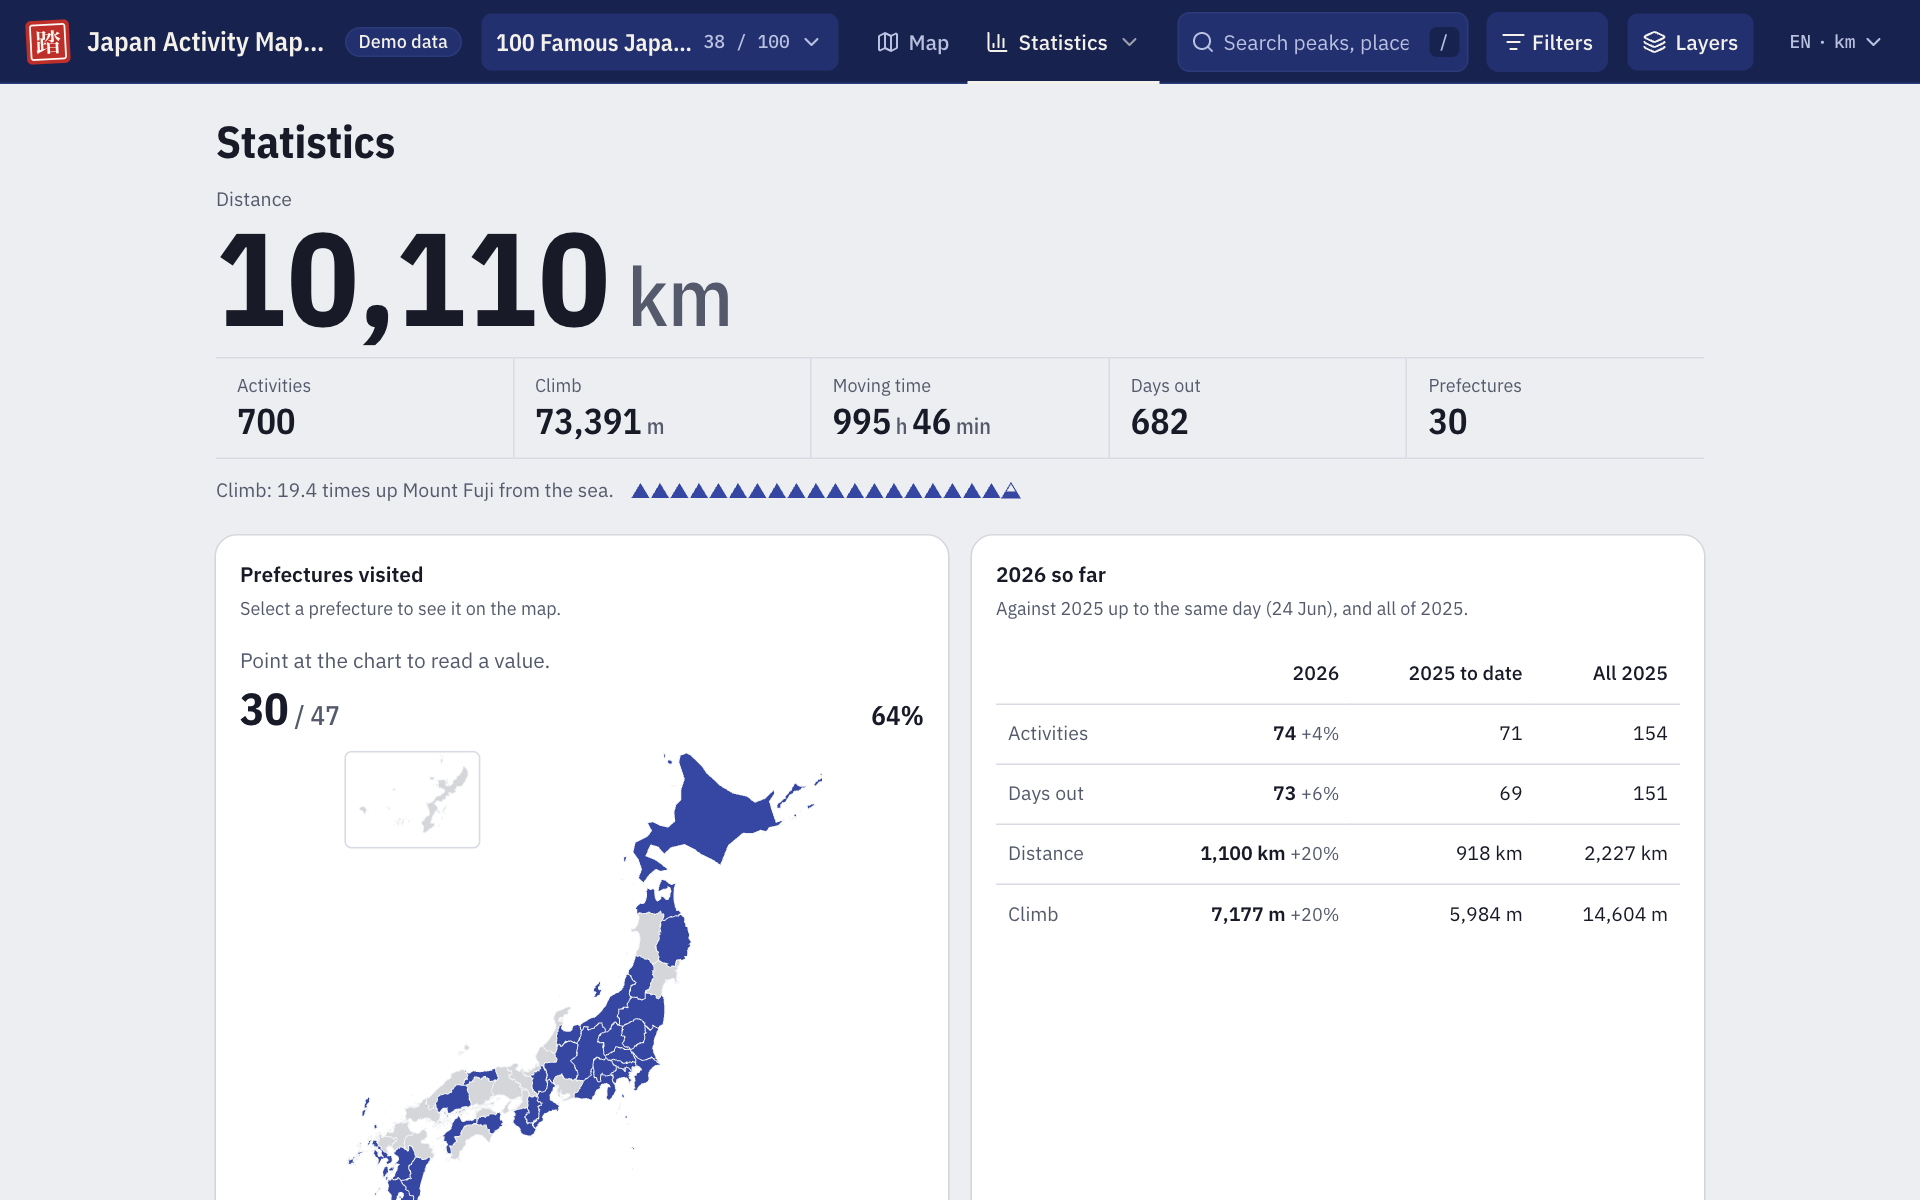 踏
Japan Activity Map...
Demo data
100 Famous Japa... 38 / 100
Map
Statistics
Search peaks, place
/
Filters
Layers
EN · km
Statistics
Distance
10,110 km
Activities
700
Climb
73,391 m
Moving time
995 h 46 min
Days out
682
Prefectures
30
Climb: 19.4 times up Mount Fuji from the sea.
Prefectures visited
Select a prefecture to see it on the map.
Point at the chart to read a value.
30 / 47
64%
2026 so far
Against 2025 up to the same day (24 Jun), and all of 2025.
2026 2025 to date All 2025
Activities 74 +4% 71 154
Days out 73 +6% 69 151
Distance 1,100 km +20% 918 km 2,227 km
Climb 7,177 m +20% 5,984 m 14,604 m